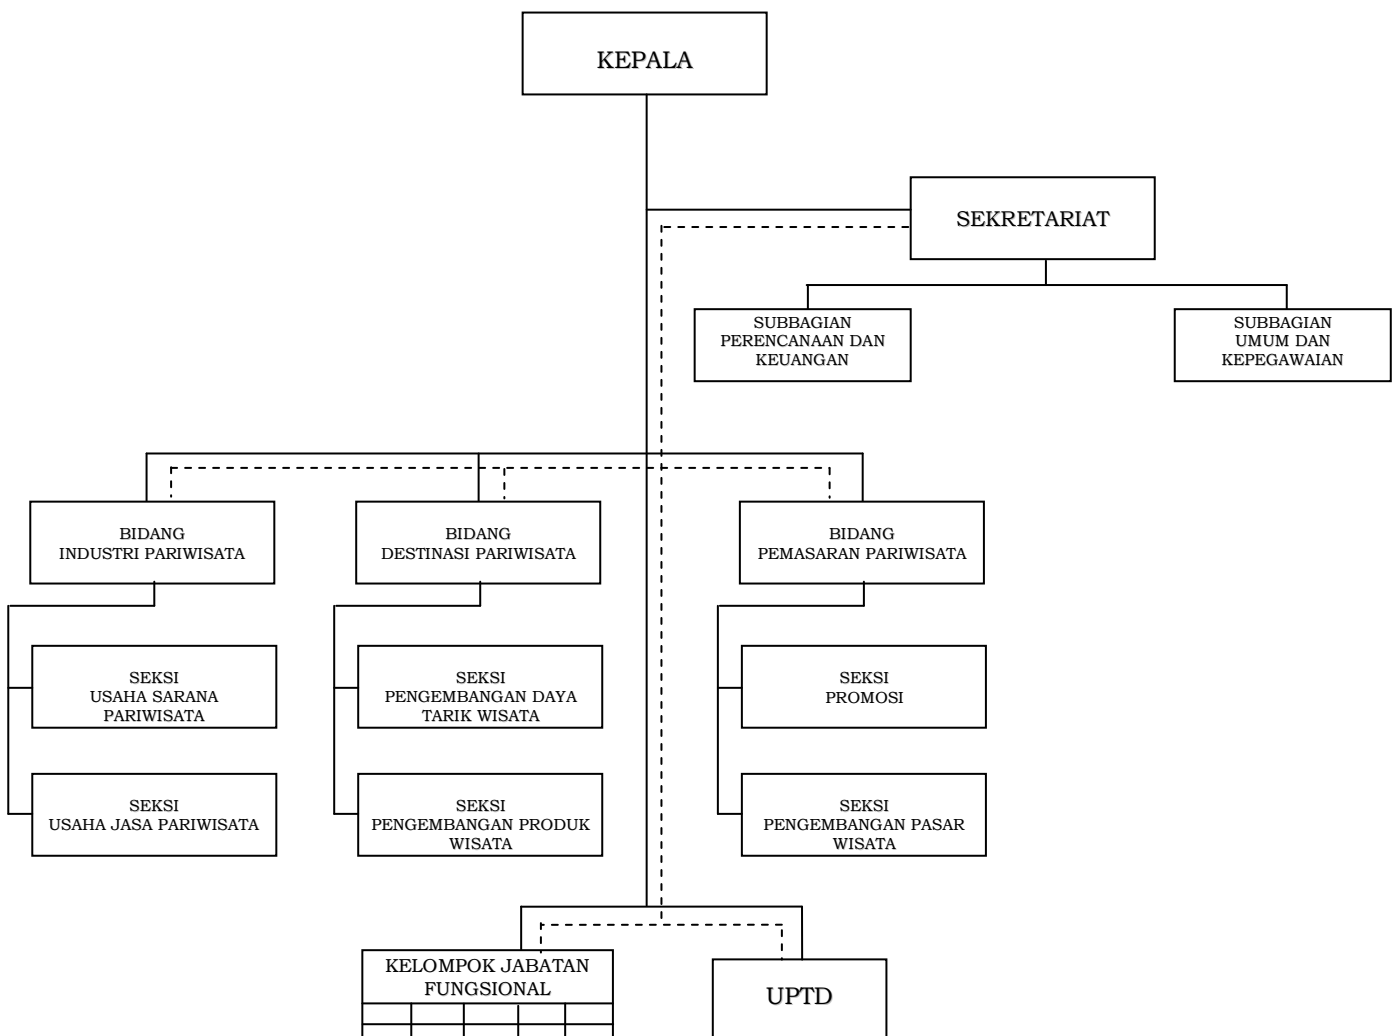 KEPALA
SEKRETARIAT
SUBBAGIAN
PERENCANAAN DAN
KEUANGAN
SUBBAGIAN
UMUM DAN
KEPEGAWAIAN
BIDANG
INDUSTRI PARIWISATA
BIDANG
DESTINASI PARIWISATA
BIDANG
PEMASARAN PARIWISATA
SEKSI
USAHA SARANA
PARIWISATA
SEKSI
PENGEMBANGAN DAYA
TARIK WISATA
SEKSI
PROMOSI
SEKSI
USAHA JASA PARIWISATA
SEKSI
PENGEMBANGAN PRODUK
WISATA
SEKSI
PENGEMBANGAN PASAR
WISATA
KELOMPOK JABATAN
FUNGSIONAL
UPTD